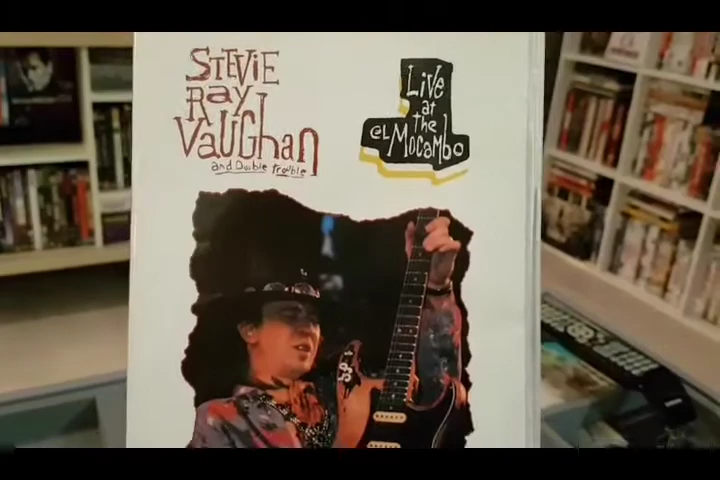 STEVIE
RAY
VAUGHAN
and Double trouble
LIVE
at
the
eL MocamBo